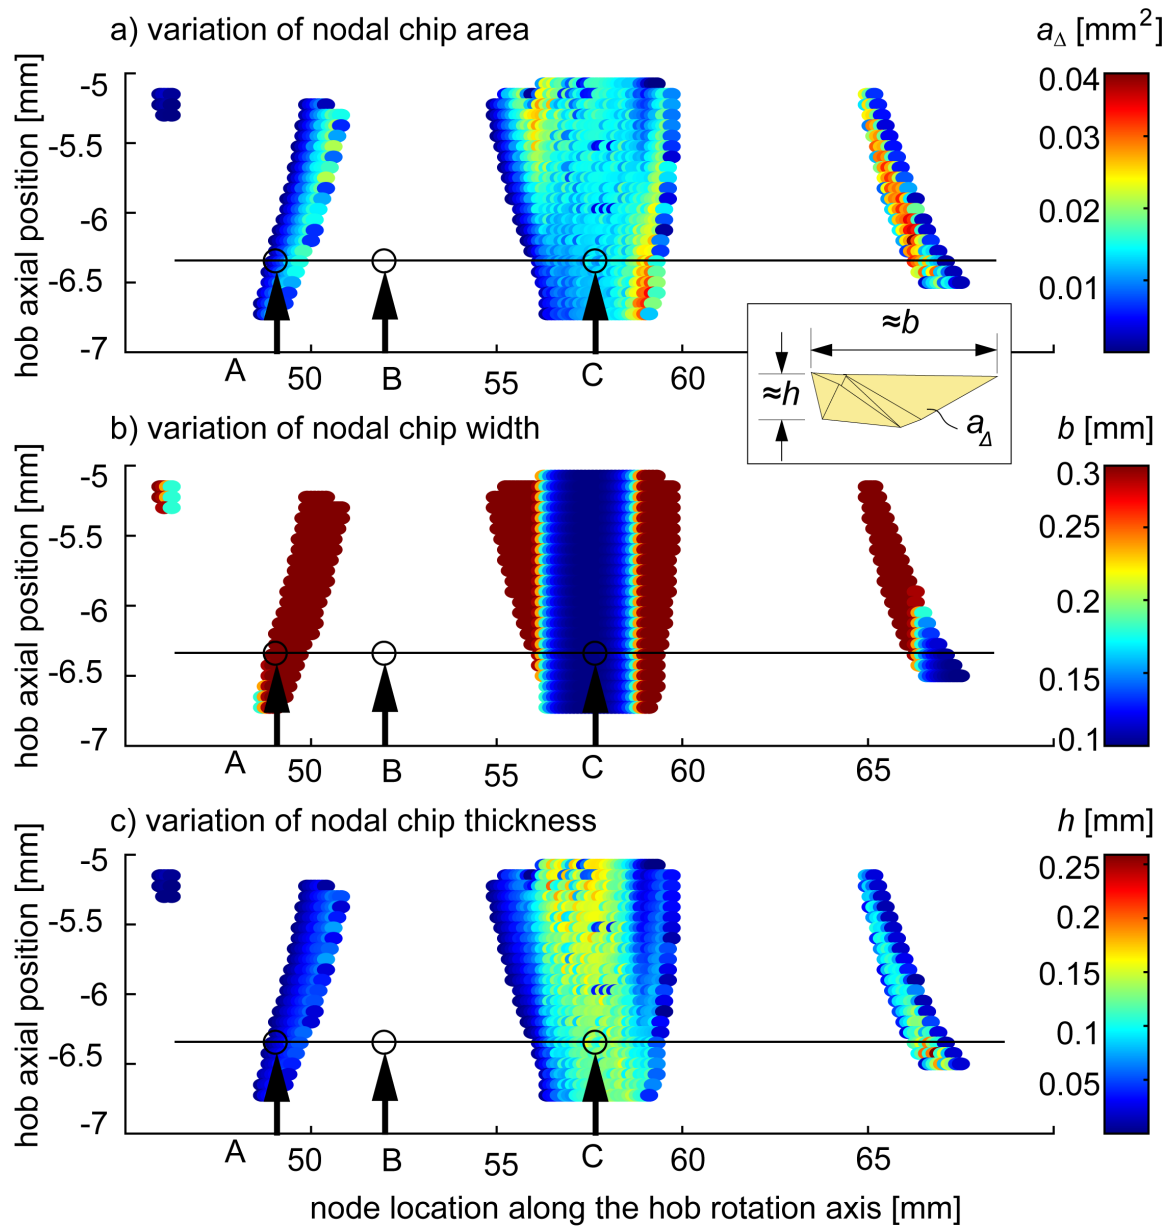 a) variation of nodal chip area
a_Δ [mm²]
hob axial position [mm]
-5
-5.5
-6
-6.5
-7
0.04
0.03
0.02
0.01
A 50 B 55 C 60
≈b
≈h
a_Δ
b) variation of nodal chip width
b [mm]
hob axial position [mm]
-5
-5.5
-6
-6.5
-7
0.3
0.25
0.2
0.15
0.1
A 50 B 55 C 60 65
c) variation of nodal chip thickness
h [mm]
hob axial position [mm]
-5
-5.5
-6
-6.5
-7
0.25
0.2
0.15
0.1
0.05
A 50 B 55 C 60 65
node location along the hob rotation axis [mm]